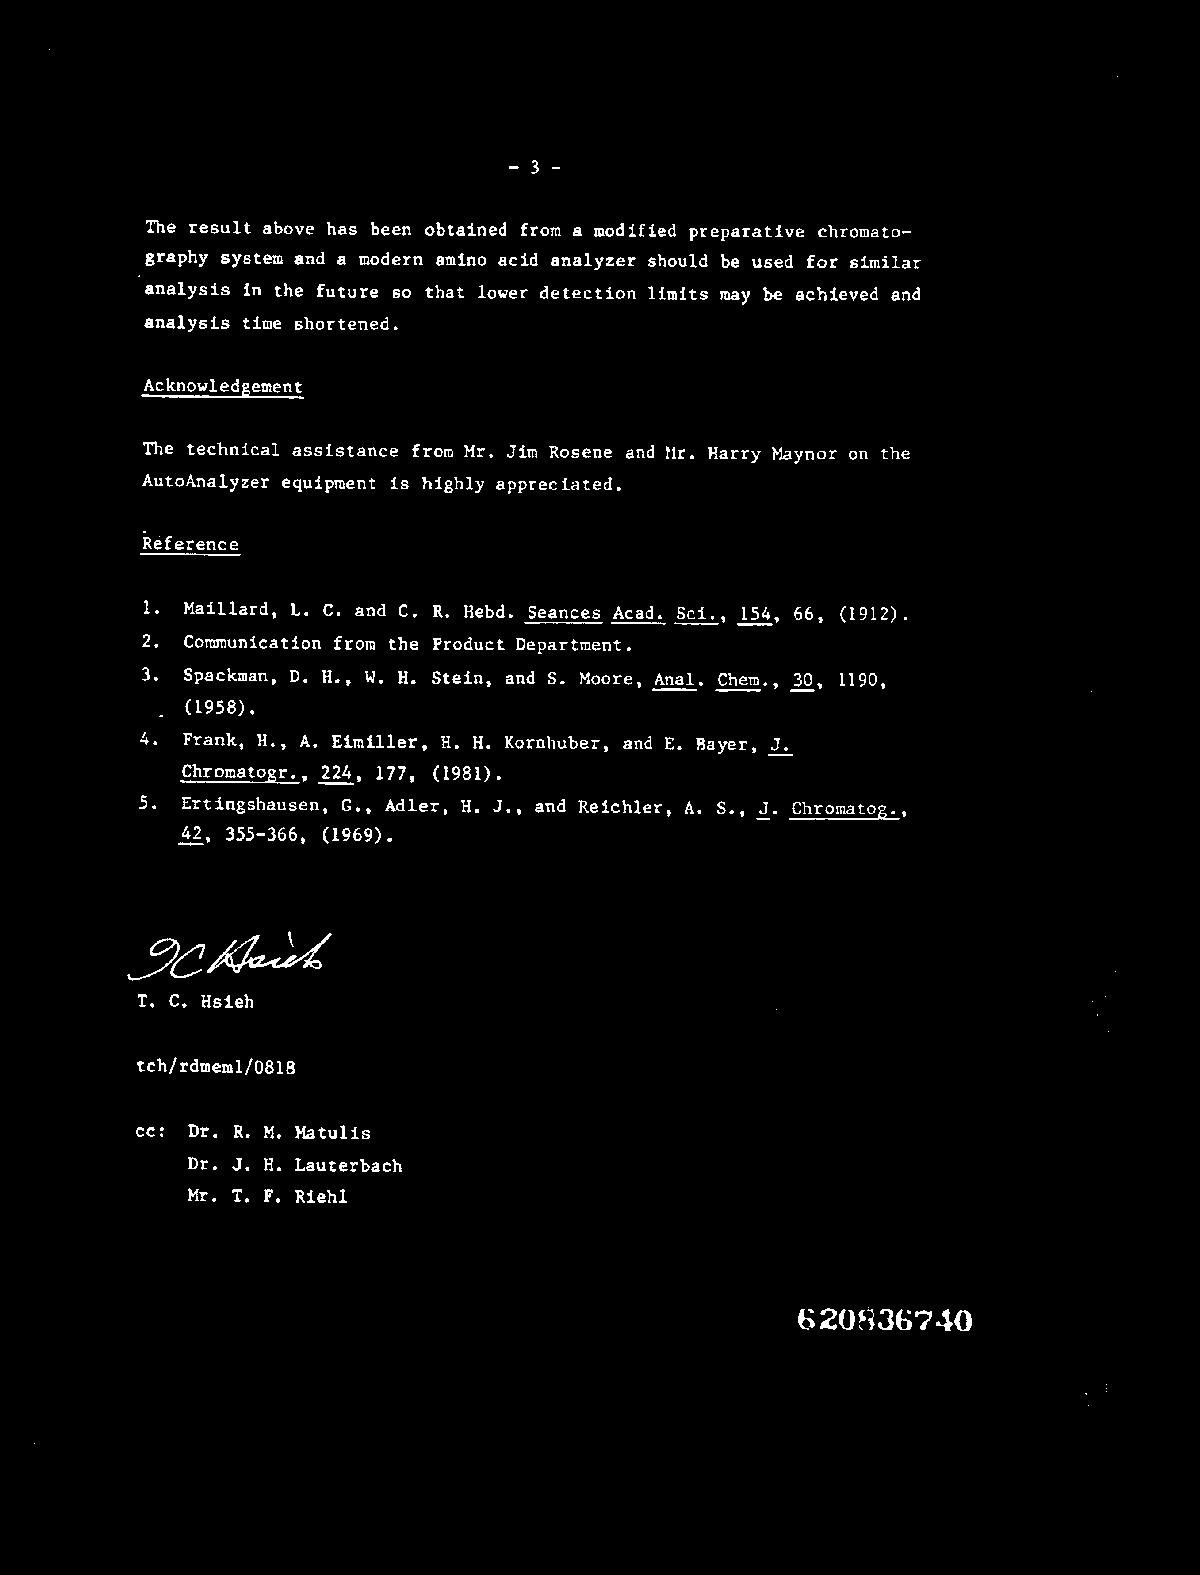 - 3 -
The result above has been obtained from a modified preparative chromato-
graphy system and a modern amino acid analyzer should be used for similar
analysis in the future so that lower detection limits may be achieved and
analysis time shortened.
Acknowledgement
The technical assistance from Mr. Jim Rosene and Mr. Harry Maynor on the
AutoAnalyzer equipment is highly appreciated.
Reference
1. Maillard, L. C. and C. R. Hebd. Seances Acad. Sci., 154, 66, (1912).
2. Communication from the Product Department.
3. Spackman, D. H., W. H. Stein, and S. Moore, Anal. Chem., 30, 1190,
(1958).
4. Frank, H., A. Eimiller, H. H. Kornhuber, and E. Bayer, J.
Chromatogr., 224, 177, (1981).
5. Ertingshausen, G., Adler, H. J., and Reichler, A. S., J. Chromatog.,
42, 355-366, (1969).
T C Hsieh
T. C. Hsieh
tch/rdmeml/0818
cc: Dr. R. M. Matulis
Dr. J. H. Lauterbach
Mr. T. F. Riehl
620836740